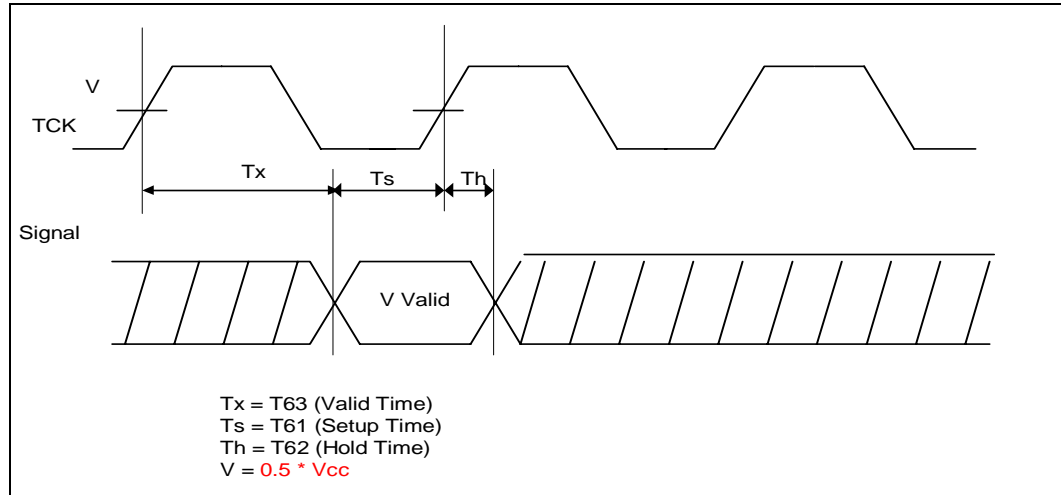 V
TCK
Tx
Ts
Th
Signal
V Valid
Tx = T63 (Valid Time)
Ts = T61 (Setup Time)
Th = T62 (Hold Time)
V = 0.5 * Vcc